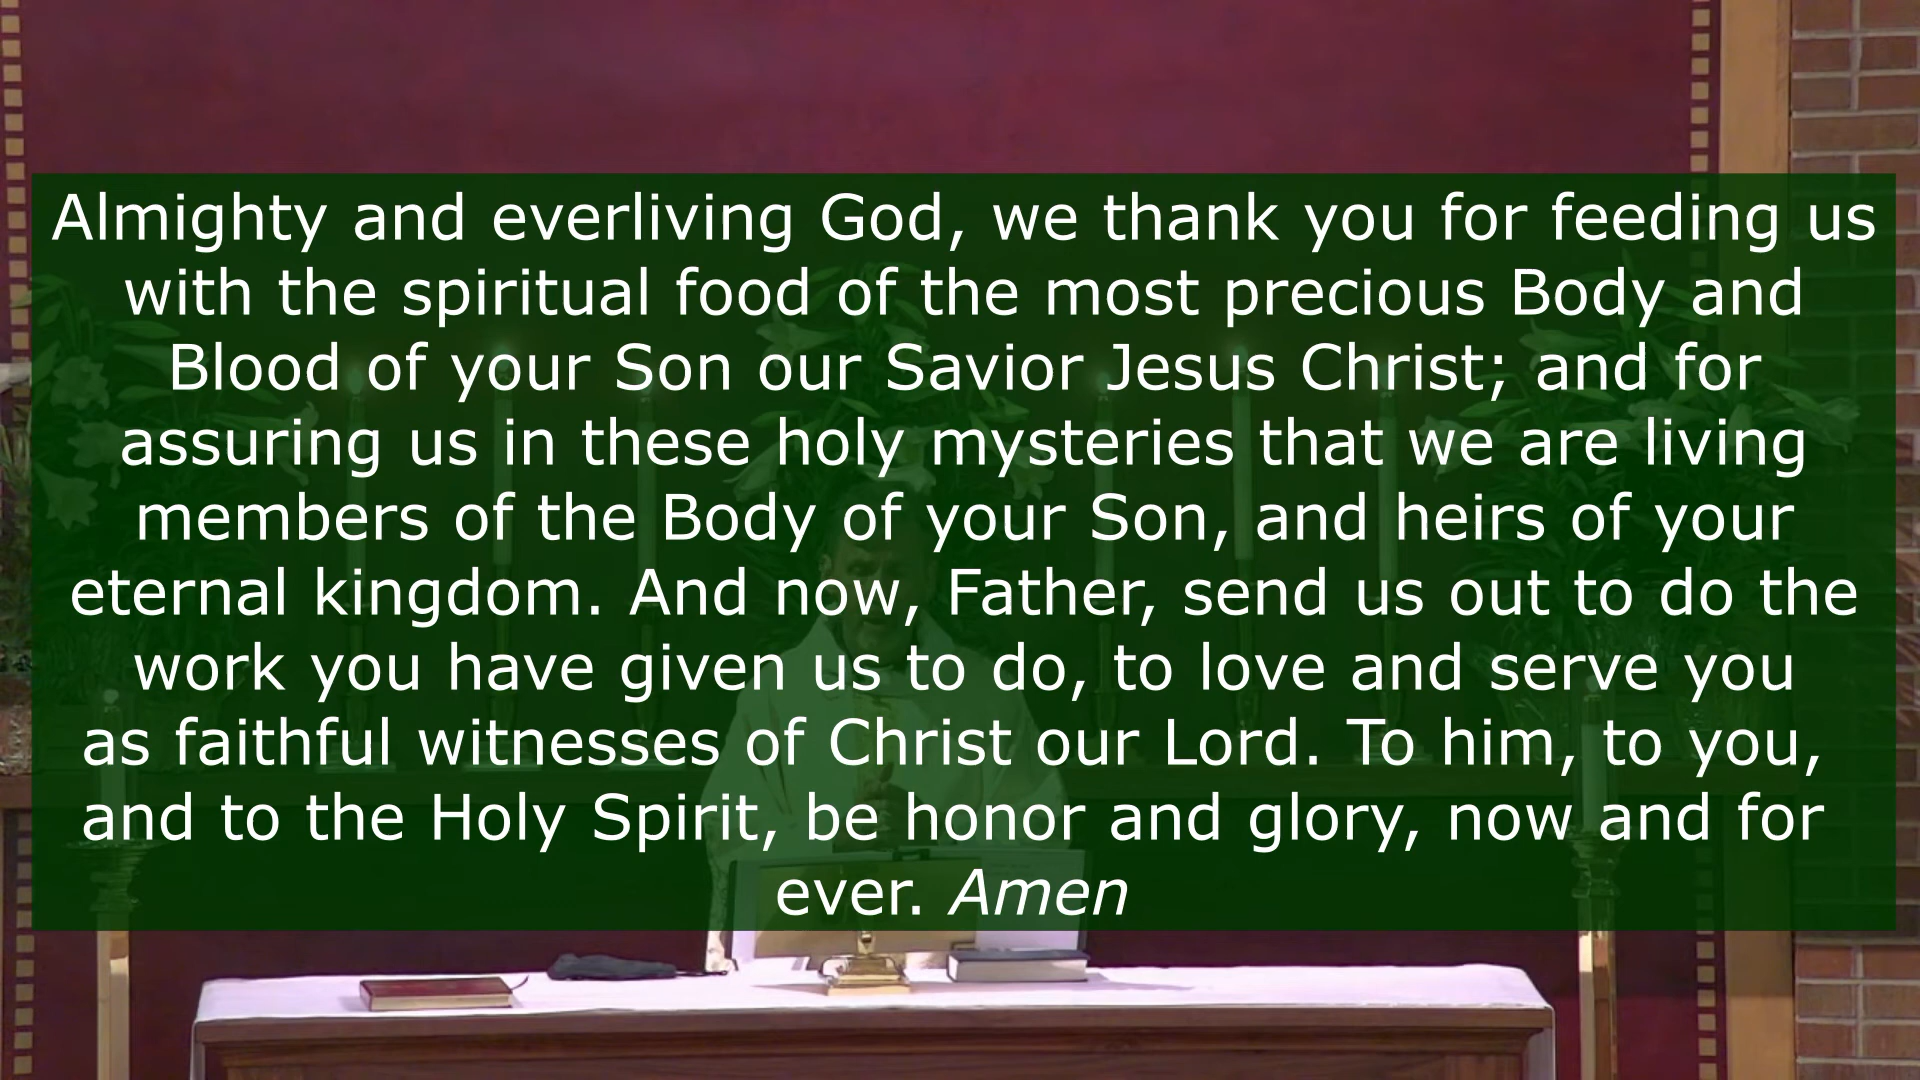 Almighty and everliving God, we thank you for feeding us
with the spiritual food of the most precious Body and
Blood of your Son our Savior Jesus Christ; and for
assuring us in these holy mysteries that we are living
members of the Body of your Son, and heirs of your
eternal kingdom. And now, Father, send us out to do the
work you have given us to do, to love and serve you
as faithful witnesses of Christ our Lord. To him, to you,
and to the Holy Spirit, be honor and glory, now and for
ever. Amen